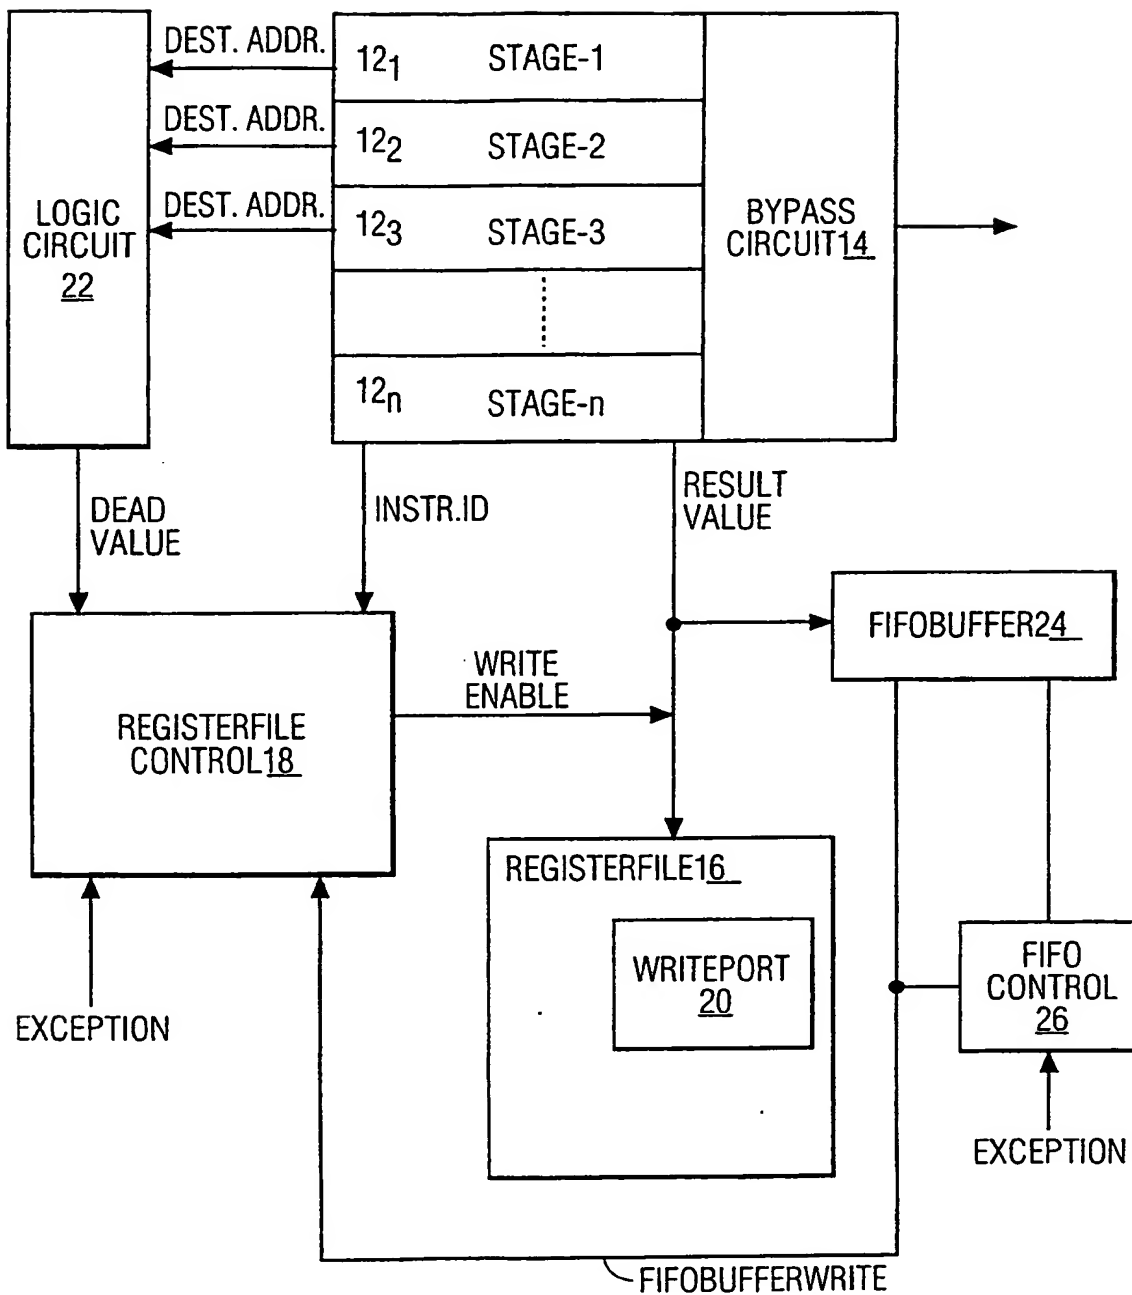 DEST. ADDR.
12₁ STAGE-1
DEST. ADDR.
12₂ STAGE-2
DEST. ADDR.
12₃ STAGE-3
LOGIC
CIRCUIT
22
BYPASS
CIRCUIT14
12ₙ STAGE-n
DEAD
VALUE
INSTR.ID
RESULT
VALUE
FIFOBUFFER24
WRITE
ENABLE
REGISTERFILE
CONTROL18
REGISTERFILE16
WRITEPORT
20
FIFO
CONTROL
26
EXCEPTION
EXCEPTION
FIFOBUFFERWRITE